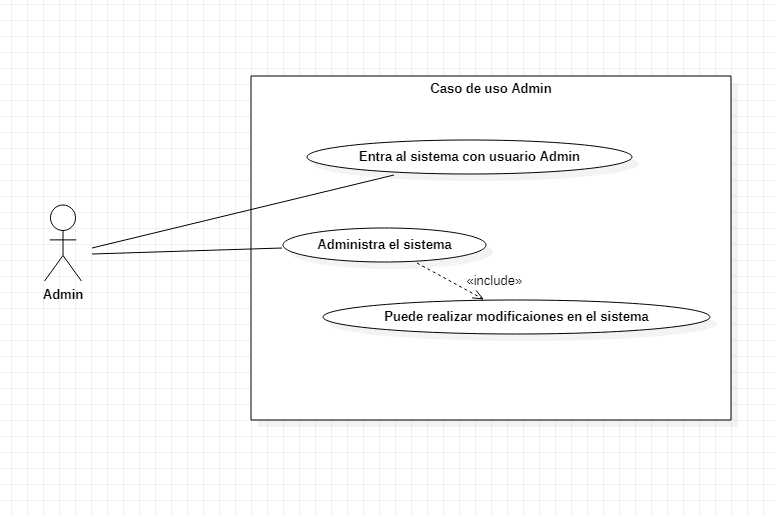 Caso de uso Admin
Entra al sistema con usuario Admin
Administra el sistema
«include»
Admin
Puede realizar modificaiones en el sistema